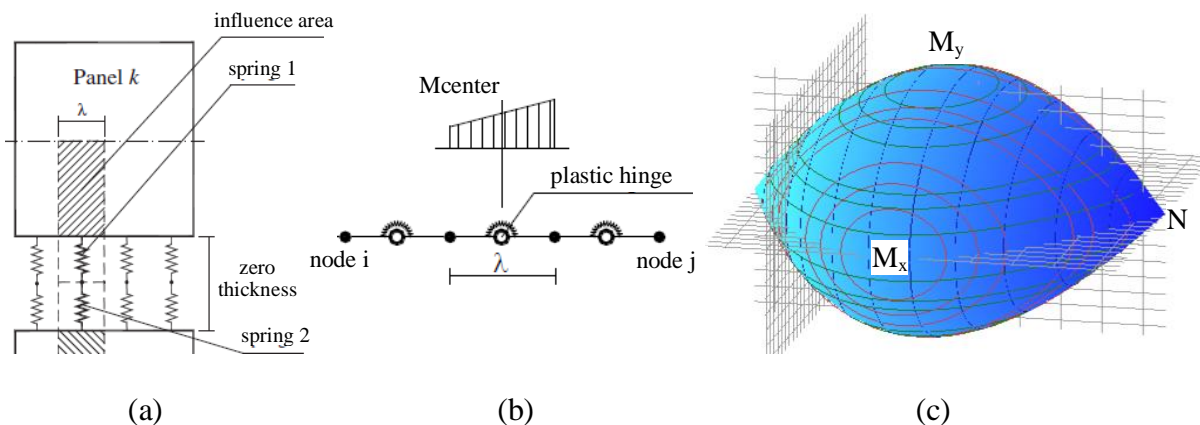 influence area
Panel k
spring 1
λ
zero
thickness
spring 2
(a)
Mcenter
plastic hinge
node i
λ
node j
(b)
My
Mx
N
(c)